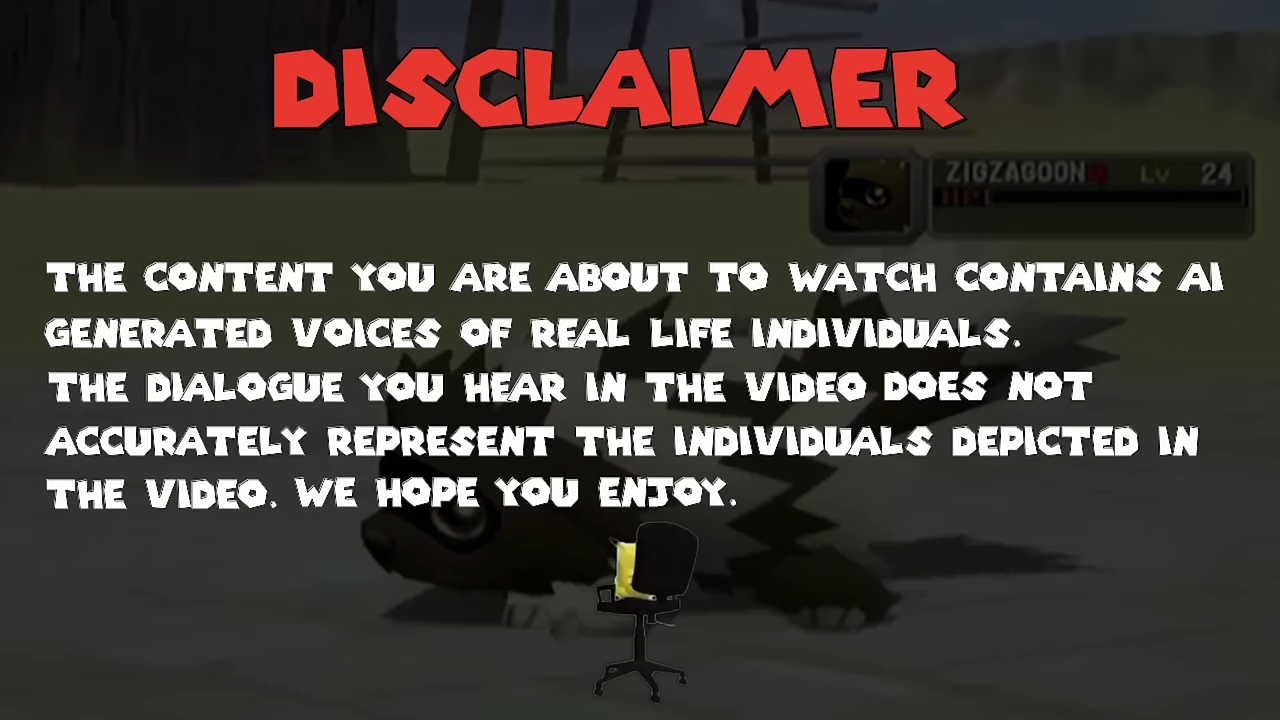 DISCLAIMER
ZIGZAGOON Lv 24
HP
THE CONTENT YOU ARE ABOUT TO WATCH CONTAINS AI
GENERATED VOICES OF REAL LIFE INDIVIDUALS.
THE DIALOGUE YOU HEAR IN THE VIDEO DOES NOT
ACCURATELY REPRESENT THE INDIVIDUALS DEPICTED IN
THE VIDEO. WE HOPE YOU ENJOY.